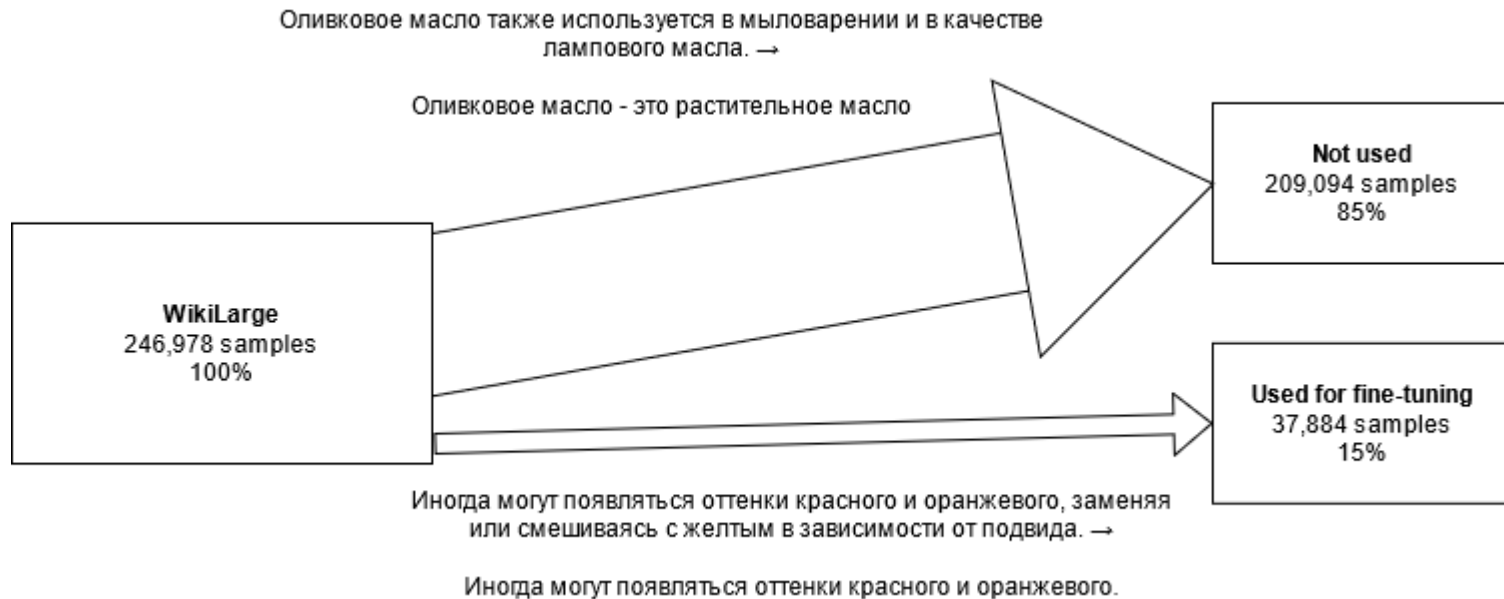 Оливковое масло также используется в мыловарении и в качестве
лампового масла. →
Оливковое масло - это растительное масло
Not used
209,094 samples
85%
WikiLarge
246,978 samples
100%
Used for fine-tuning
37,884 samples
15%
Иногда могут появляться оттенки красного и оранжевого, заменяя
или смешиваясь с желтым в зависимости от подвида. →
Иногда могут появляться оттенки красного и оранжевого.